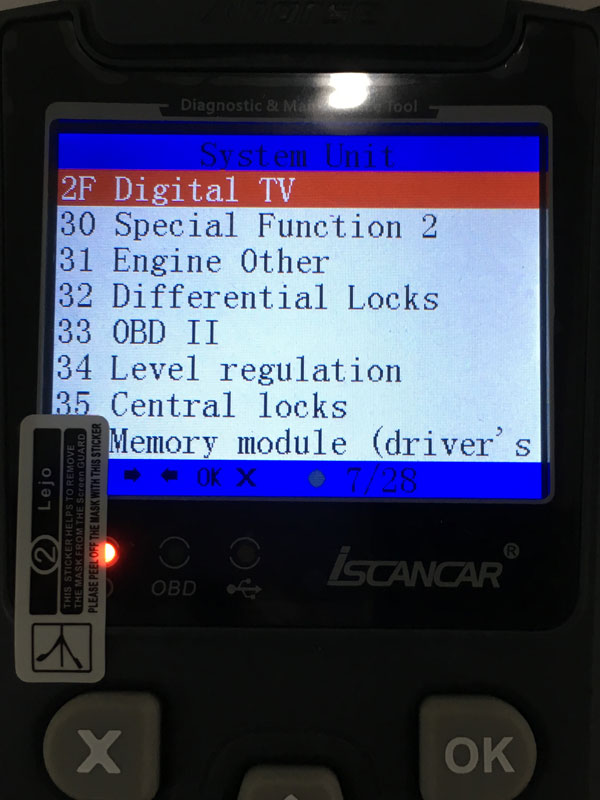 Diagnostic & Maintenance Tool
System Unit
2F Digital TV
30 Special Function 2
31 Engine Other
32 Differential Locks
33 OBD II
34 Level regulation
35 Central locks
Memory module (driver's
OK X 7/28
OBD
iSCANCAR®
2 Lejo
THIS STICKER HELPS TO REMOVE
THE MASK FROM THE Screen GUARD
PLEASE PEEL OFF THE MASK WITH THIS STICKER
X
OK